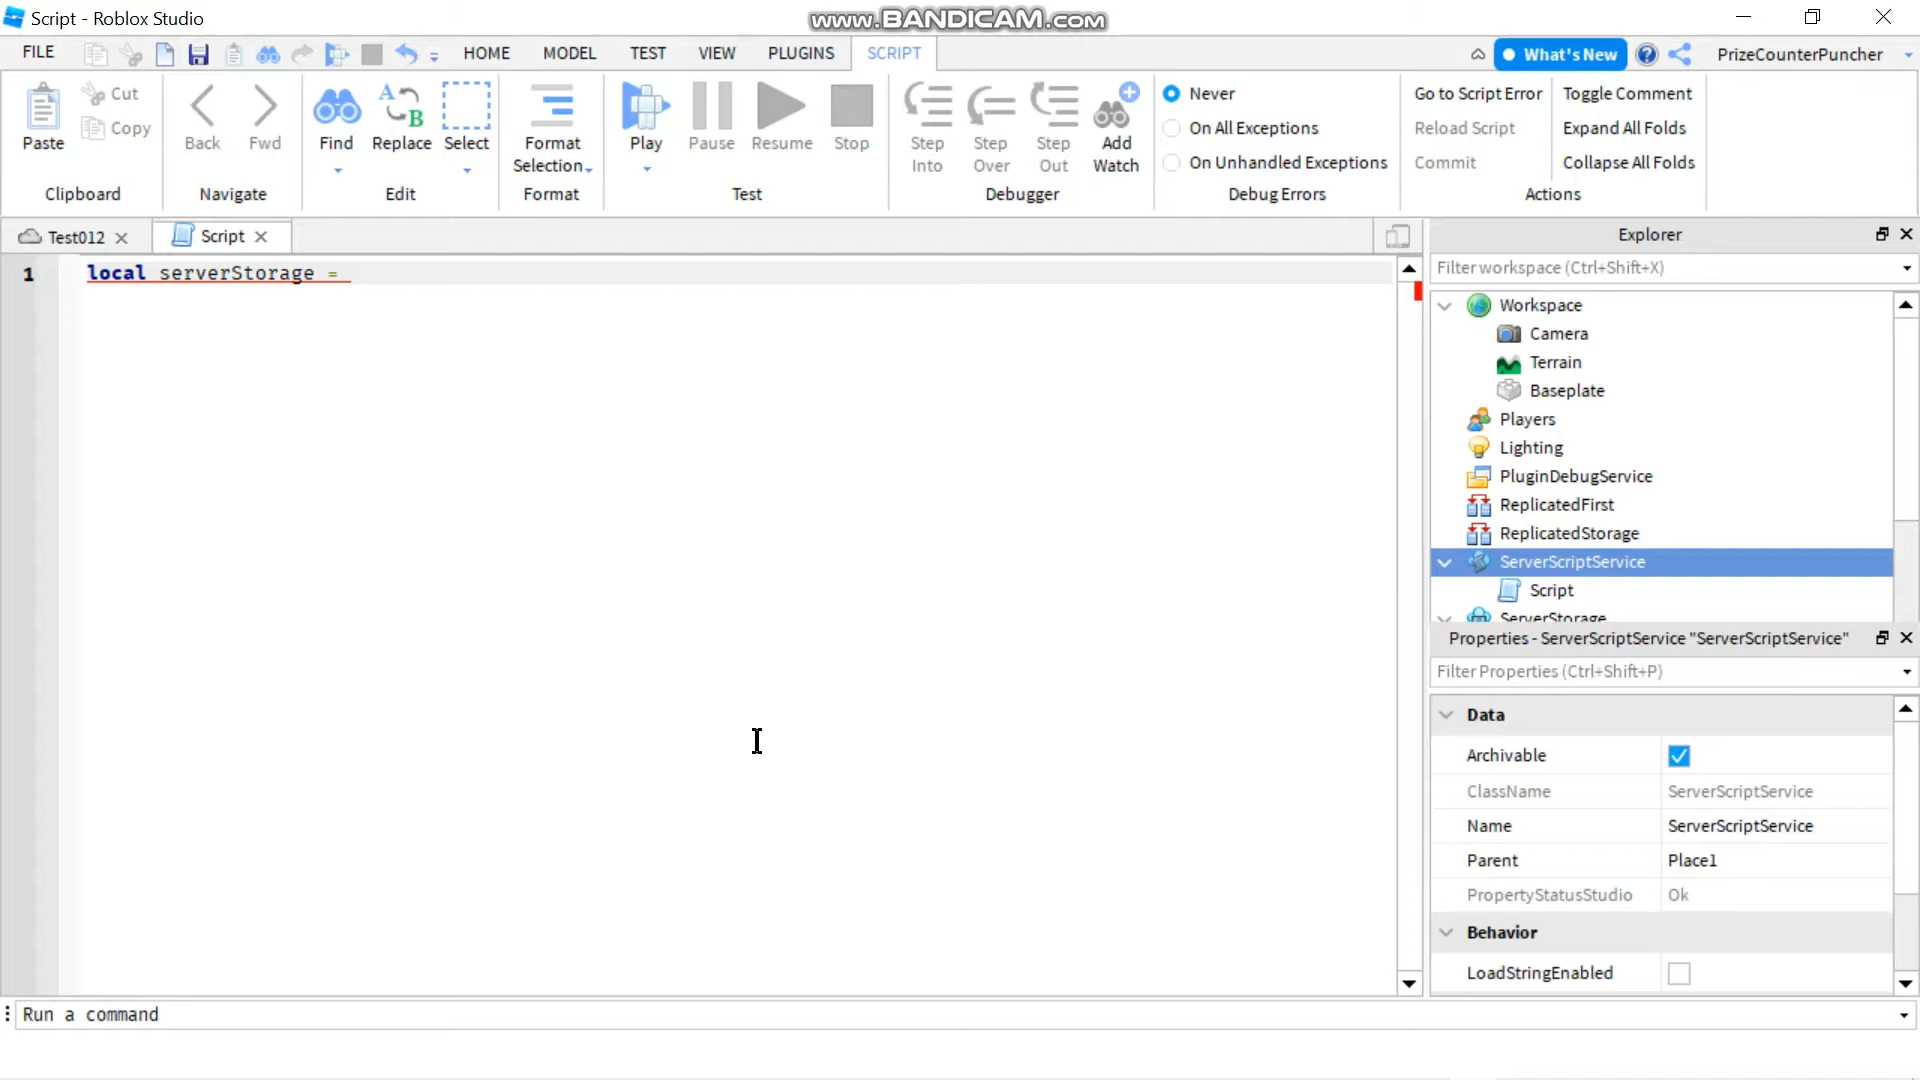 Script - Roblox Studio
www.BANDICAM.com
FILE
HOME
MODEL
TEST
VIEW
PLUGINS
SCRIPT
What's New
PrizeCounterPuncher
Paste
Cut
Copy
Clipboard
Back
Fwd
Navigate
Find
Replace
Select
Edit
Format
Selection
Format
Play
Pause
Resume
Stop
Test
Step
Into
Step
Over
Step
Out
Add
Watch
Debugger
Never
On All Exceptions
On Unhandled Exceptions
Debug Errors
Go to Script Error
Reload Script
Commit
Toggle Comment
Expand All Folds
Collapse All Folds
Actions
Test012
Script
1 local serverStorage =
Explorer
Filter workspace (Ctrl+Shift+X)
Workspace
Camera
Terrain
Baseplate
Players
Lighting
PluginDebugService
ReplicatedFirst
ReplicatedStorage
ServerScriptService
Script
ServerStorage
Properties - ServerScriptService "ServerScriptService"
Filter Properties (Ctrl+Shift+P)
Data
Archivable
ClassName ServerScriptService
Name ServerScriptService
Parent Place1
PropertyStatusStudio Ok
Behavior
LoadStringEnabled
Run a command